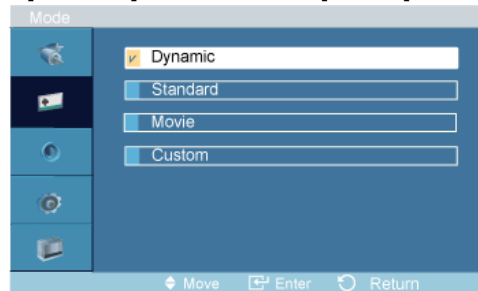 Mode
Dynamic
Standard
Movie
Custom
Move Enter Return